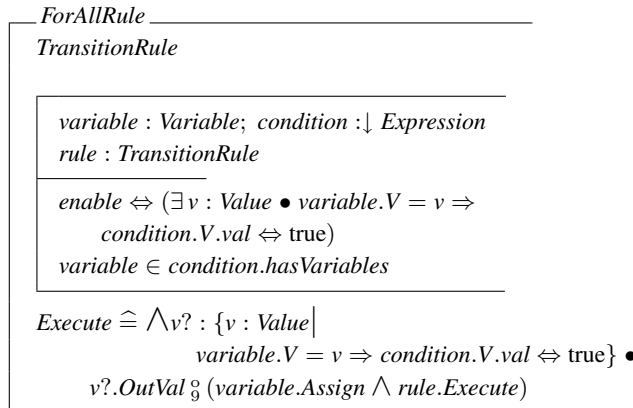 ForAllRule
TransitionRule
variable : Variable; condition :↓ Expression
rule : TransitionRule
enable ⇔ (∃ v : Value • variable.V = v ⇒
condition.V.val ⇔ true)
variable ∈ condition.hasVariables
Execute ≙ ⋀v? : {v : Value|
variable.V = v ⇒ condition.V.val ⇔ true} •
v?.OutVal ⨟ (variable.Assign ∧ rule.Execute)